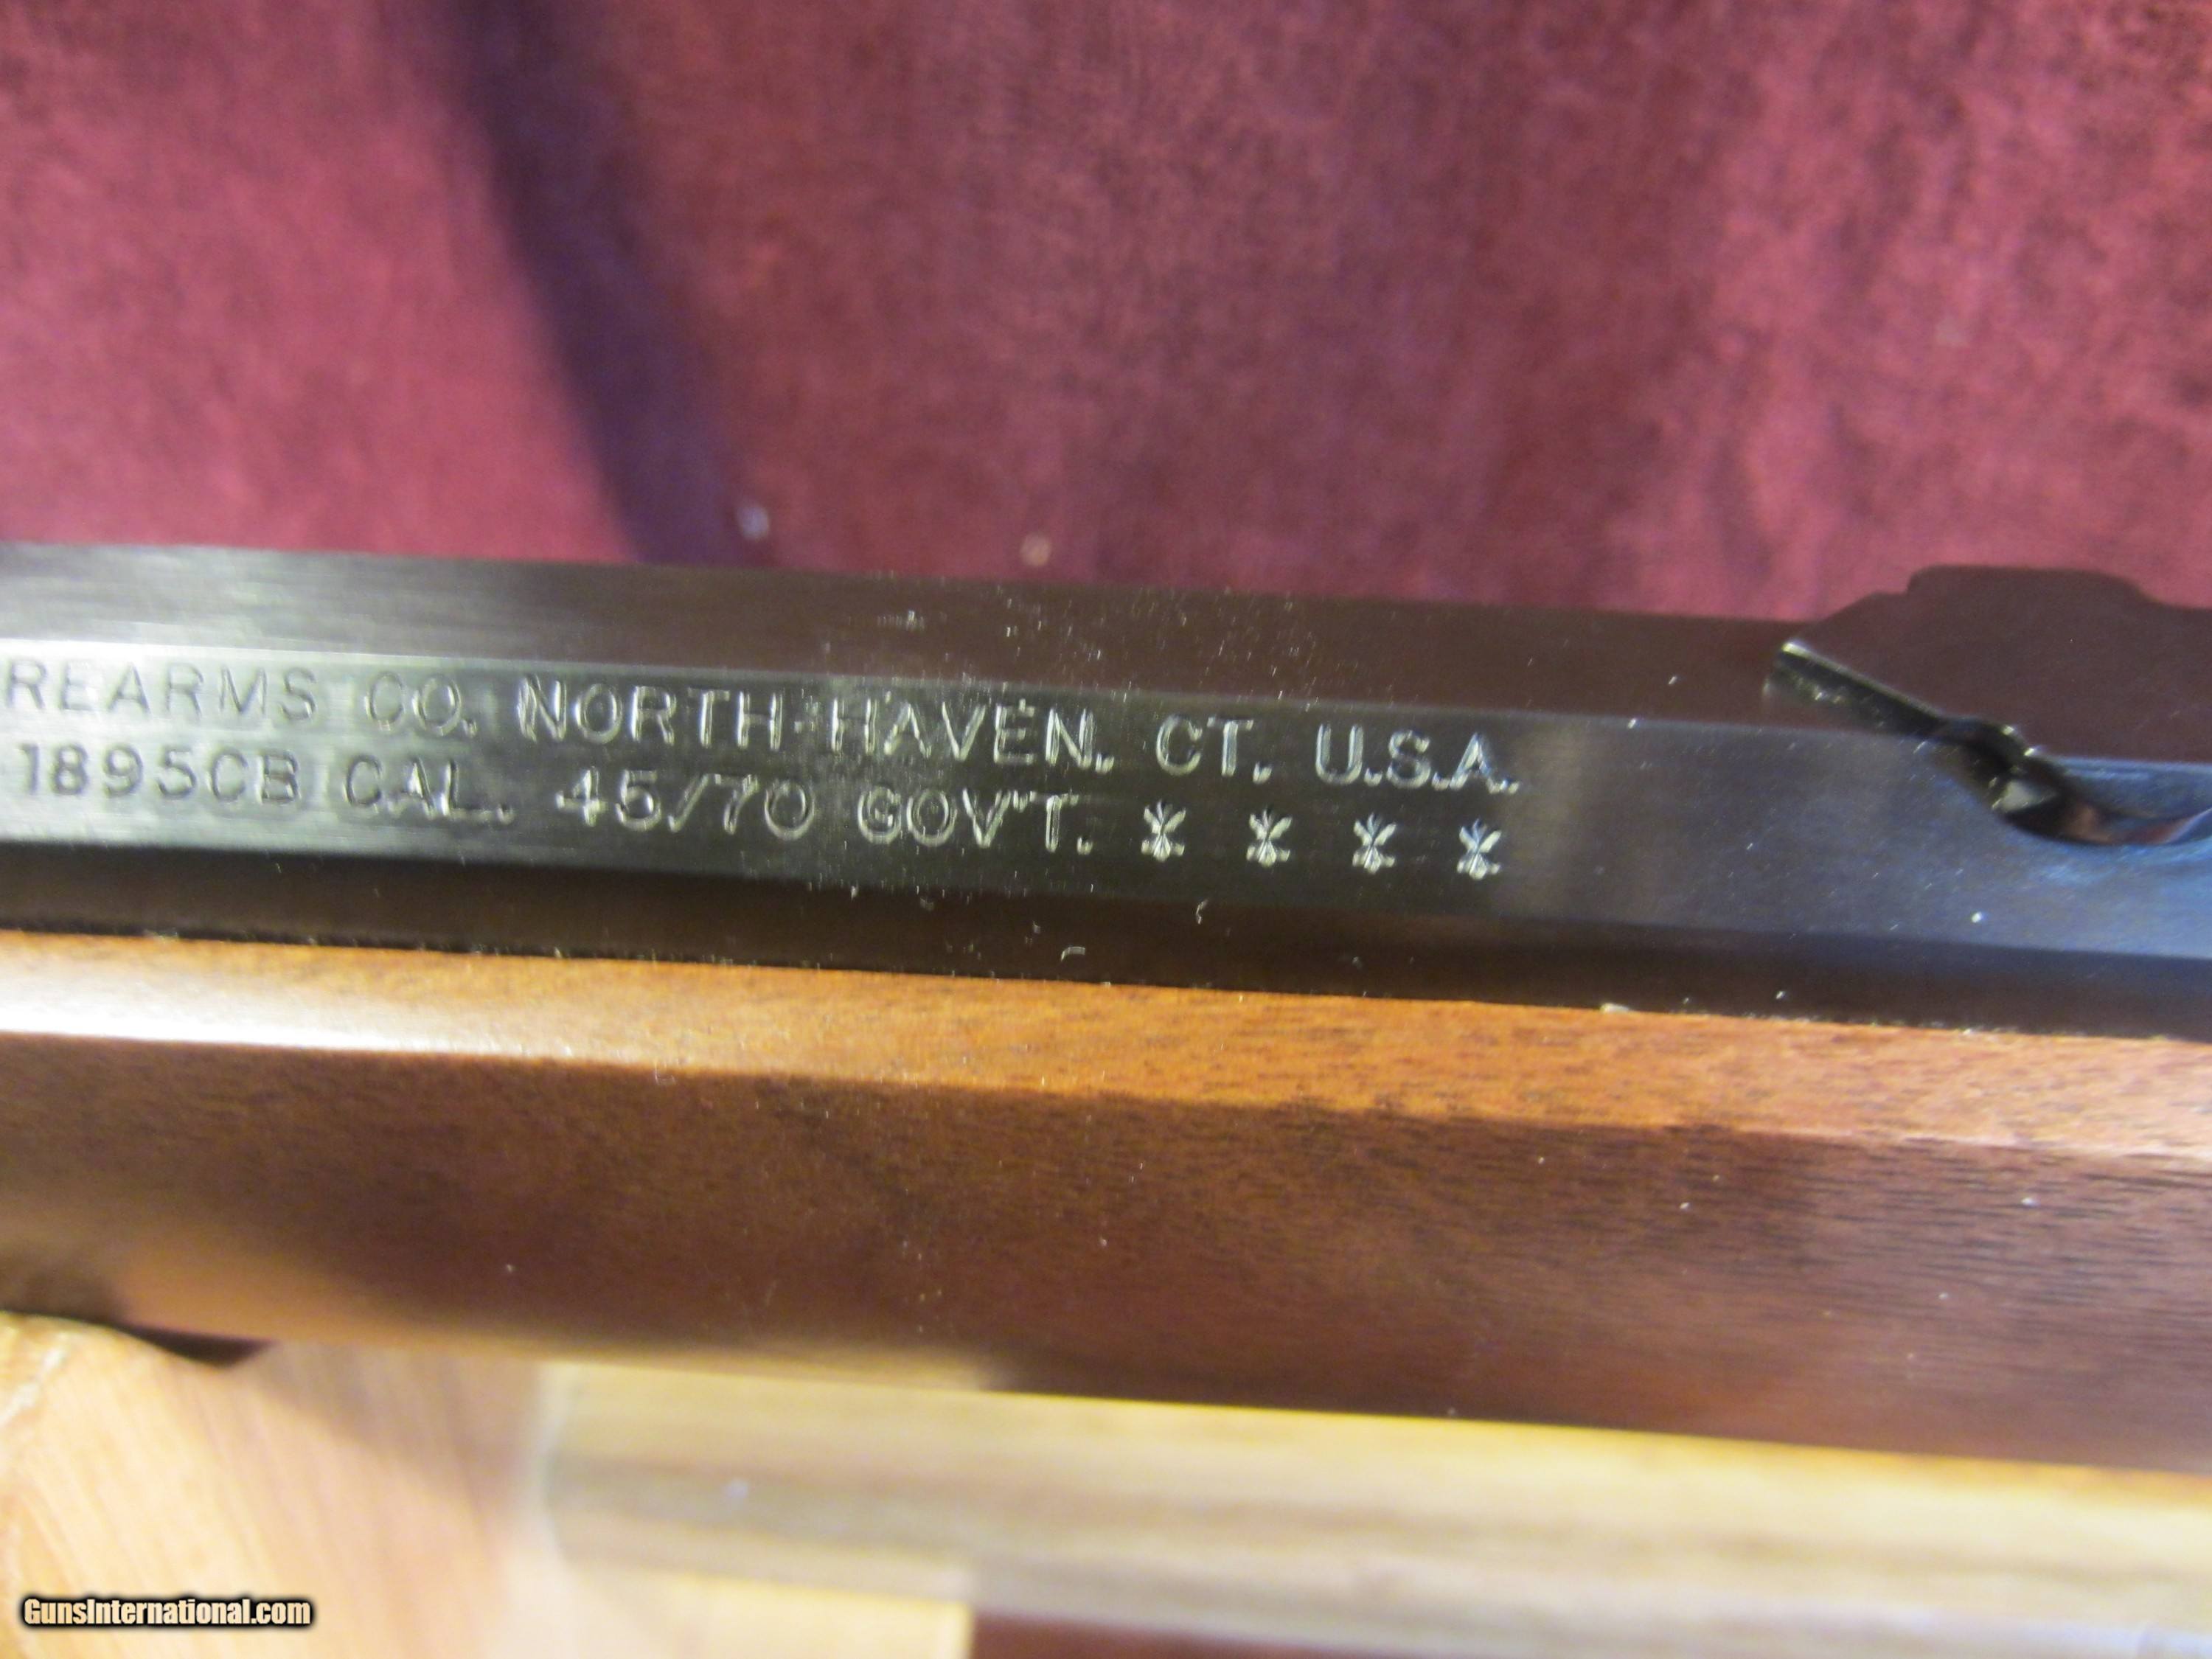 REARMS CO. NORTH HAVEN, CT. U.S.A.
1895CB CAL. 45/70 GOV'T.
GunsInternational.com